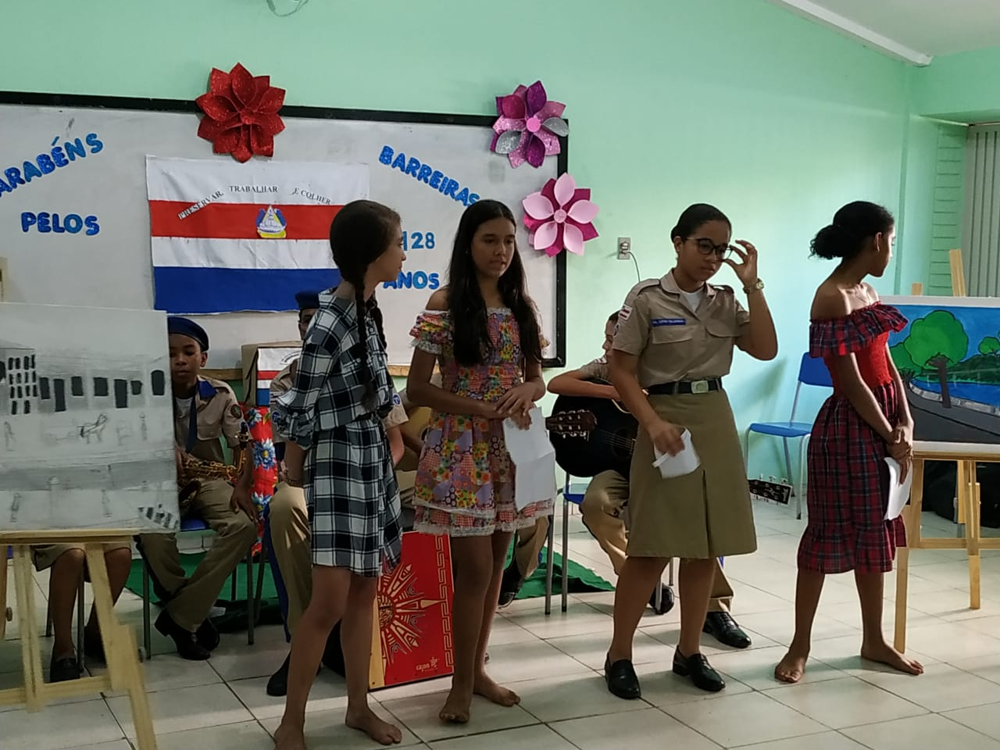 ARABÉNS
PELOS
PRESERVAR, TRABALHAR E COLHER
BARREIRAS
128
ANOS